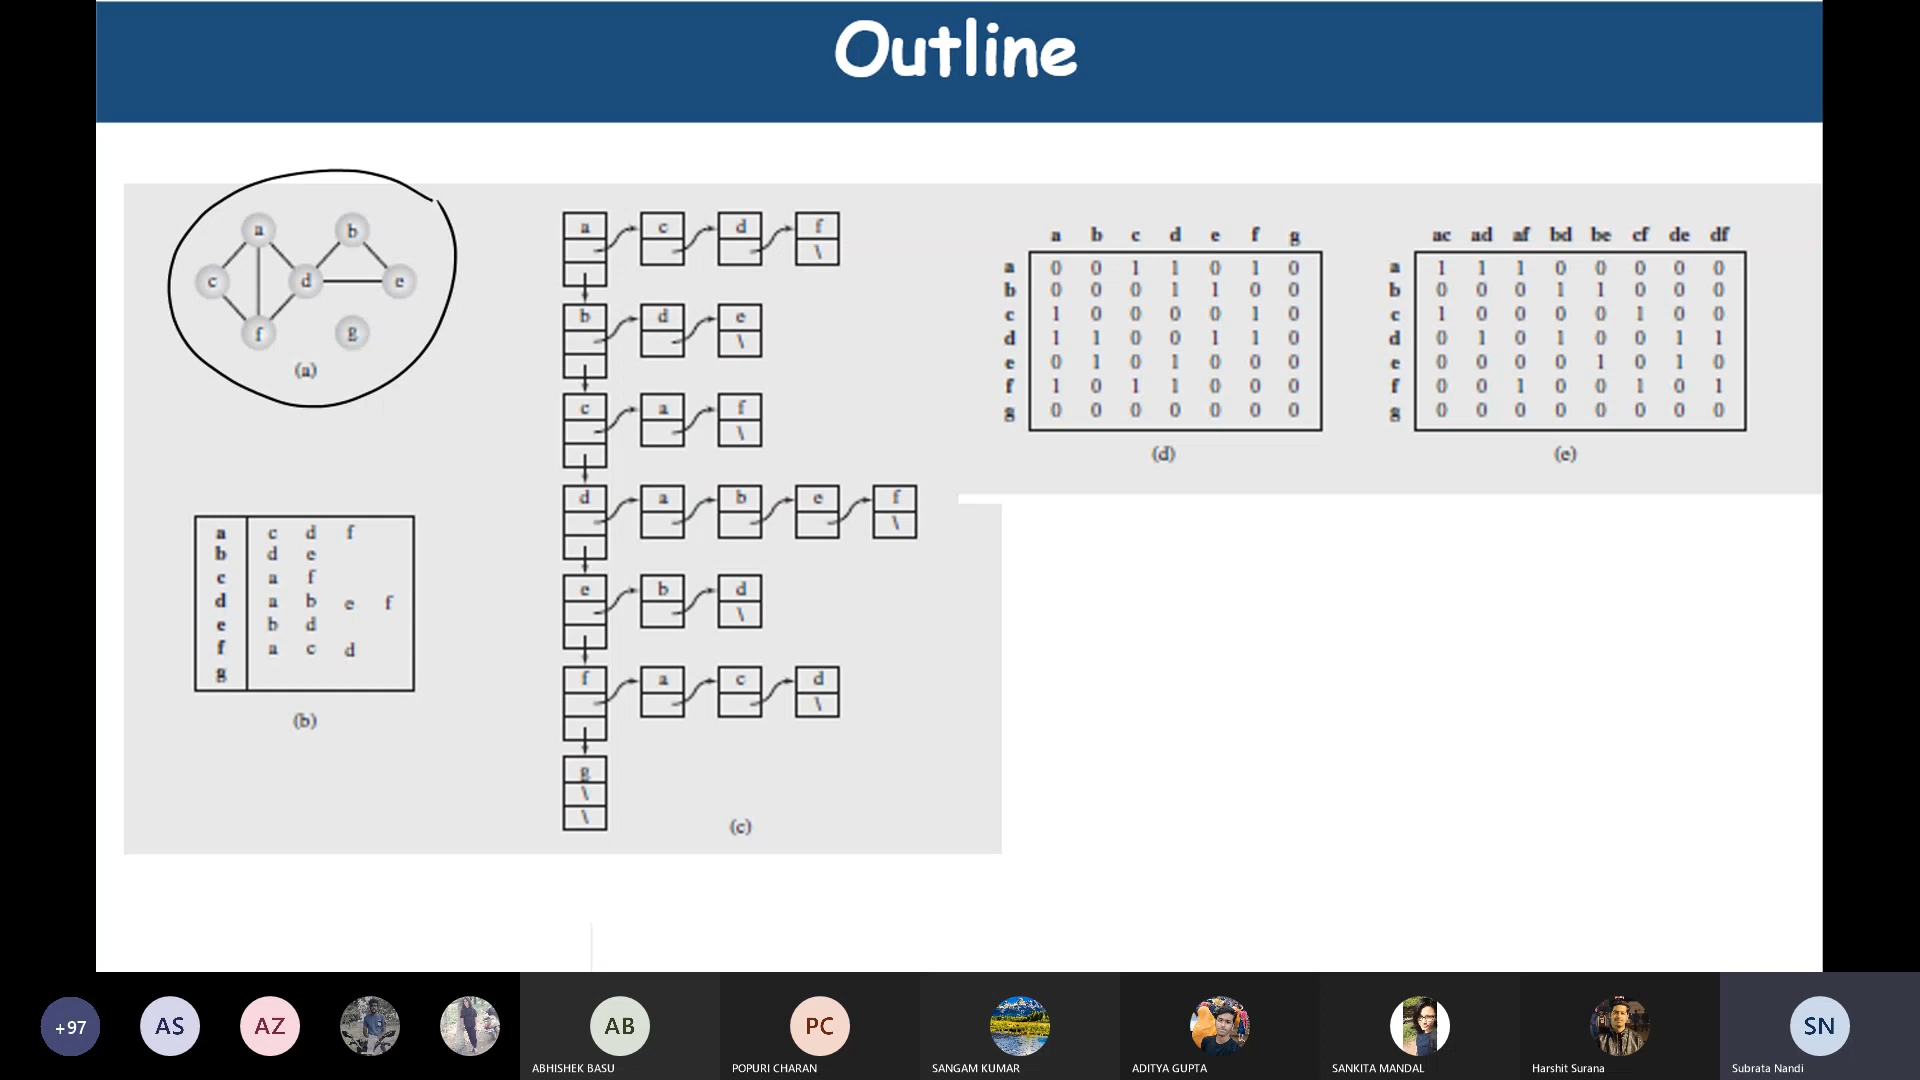 Outline
a b
c d e
f g
(a)
a c d f
b d e
c a f
d a b e f
e b d
f a c d
g
(b)
a c d f
\
b d e
\
c a f
\
d a b e f
\
e b d
\
f a c d
\
g
\
\
(c)
a b c d e f g
a 0 0 1 1 0 1 0
b 0 0 0 1 1 0 0
c 1 0 0 0 0 1 0
d 1 1 0 0 1 1 0
e 0 1 0 1 0 0 0
f 1 0 1 1 0 0 0
g 0 0 0 0 0 0 0
(d)
ac ad af bd be cf de df
a 1 1 1 0 0 0 0 0
b 0 0 0 1 1 0 0 0
c 1 0 0 0 0 1 0 0
d 0 1 0 1 0 0 1 1
e 0 0 0 0 1 0 1 0
f 0 0 1 0 0 1 0 1
g 0 0 0 0 0 0 0 0
(e)
+97 AS AZ AB PC SN
ABHISHEK BASU POPURI CHARAN SANGAM KUMAR ADITYA GUPTA SANKITA MANDAL Harshit Surana Subrata Nandi